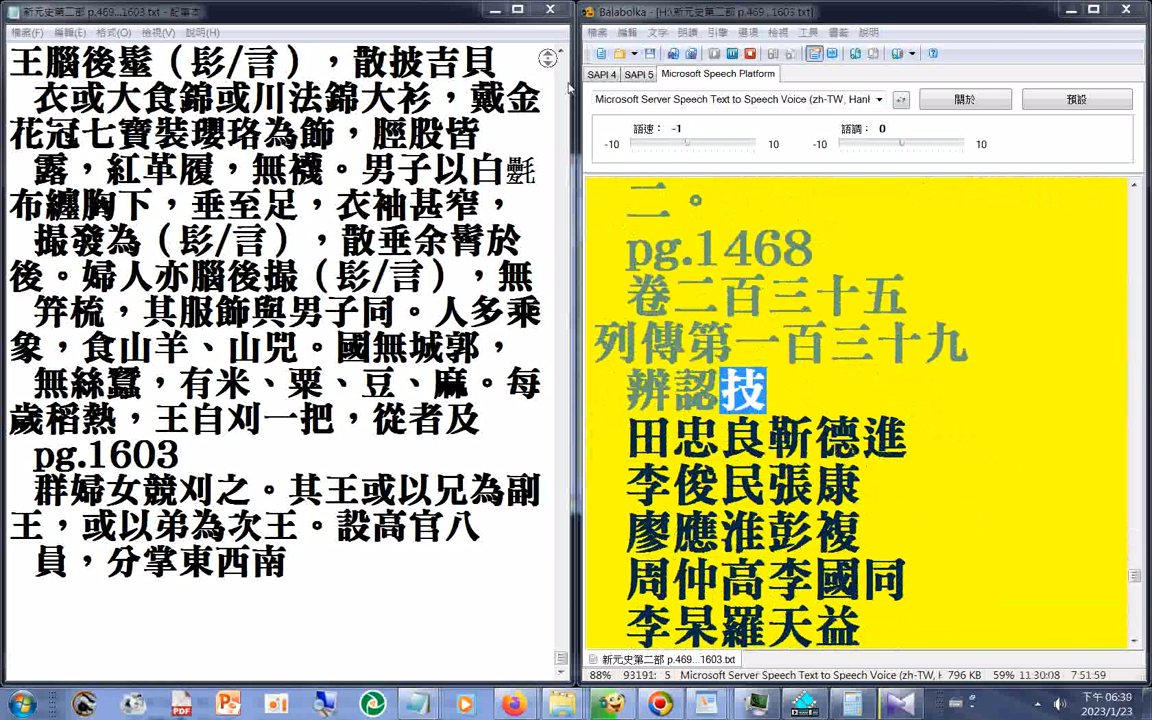 新元史第二部 p.469...1603.txt - 記事本
檔案(F) 編輯(E) 格式(O) 檢視(V) 說明(H)
王腦後髽（髟/言），散披吉貝
衣或大食錦或川法錦大衫，戴金
花冠七寶裝瓔珞為飾，脛股皆
露，紅革履，無襪。男子以白㲲
布纏胸下，垂至足，衣袖甚窄，
撮發為（髟/言），散垂余髾於
後。婦人亦腦後撮（髟/言），無
笄梳，其服飾與男子同。人多乘
象，食山羊、山兕。國無城郭，
無絲蠶，有米、粟、豆、麻。每
歲稻熱，王自刈一把，從者及
pg.1603
群婦女競刈之。其王或以兄為副
王，或以弟為次王。設高官八
員，分掌東西南
Balabolka - [H:\新元史第二部 p.469...1603.txt]
檔案 編輯 文字 朗讀 引擎 選項 檢視 工具 書籤 說明
SAPI 4 SAPI 5 Microsoft Speech Platform
Microsoft Server Speech Text to Speech Voice (zh-TW, Hanl
關於 預設
語速： -1 語調： 0
-10 10 -10 10
二。
pg.1468
卷二百三十五
列傳第一百三十九
辨認技
田忠良靳德進
李俊民張康
廖應淮彭複
周仲高李國同
李杲羅天益
新元史第二部 p.469...1603.txt
88% 93191: 5 Microsoft Server Speech Text to Speech Voice (zh-TW, H 796 KB 59% 11:30:08 7:51:59
下午 06:39
2023/1/23